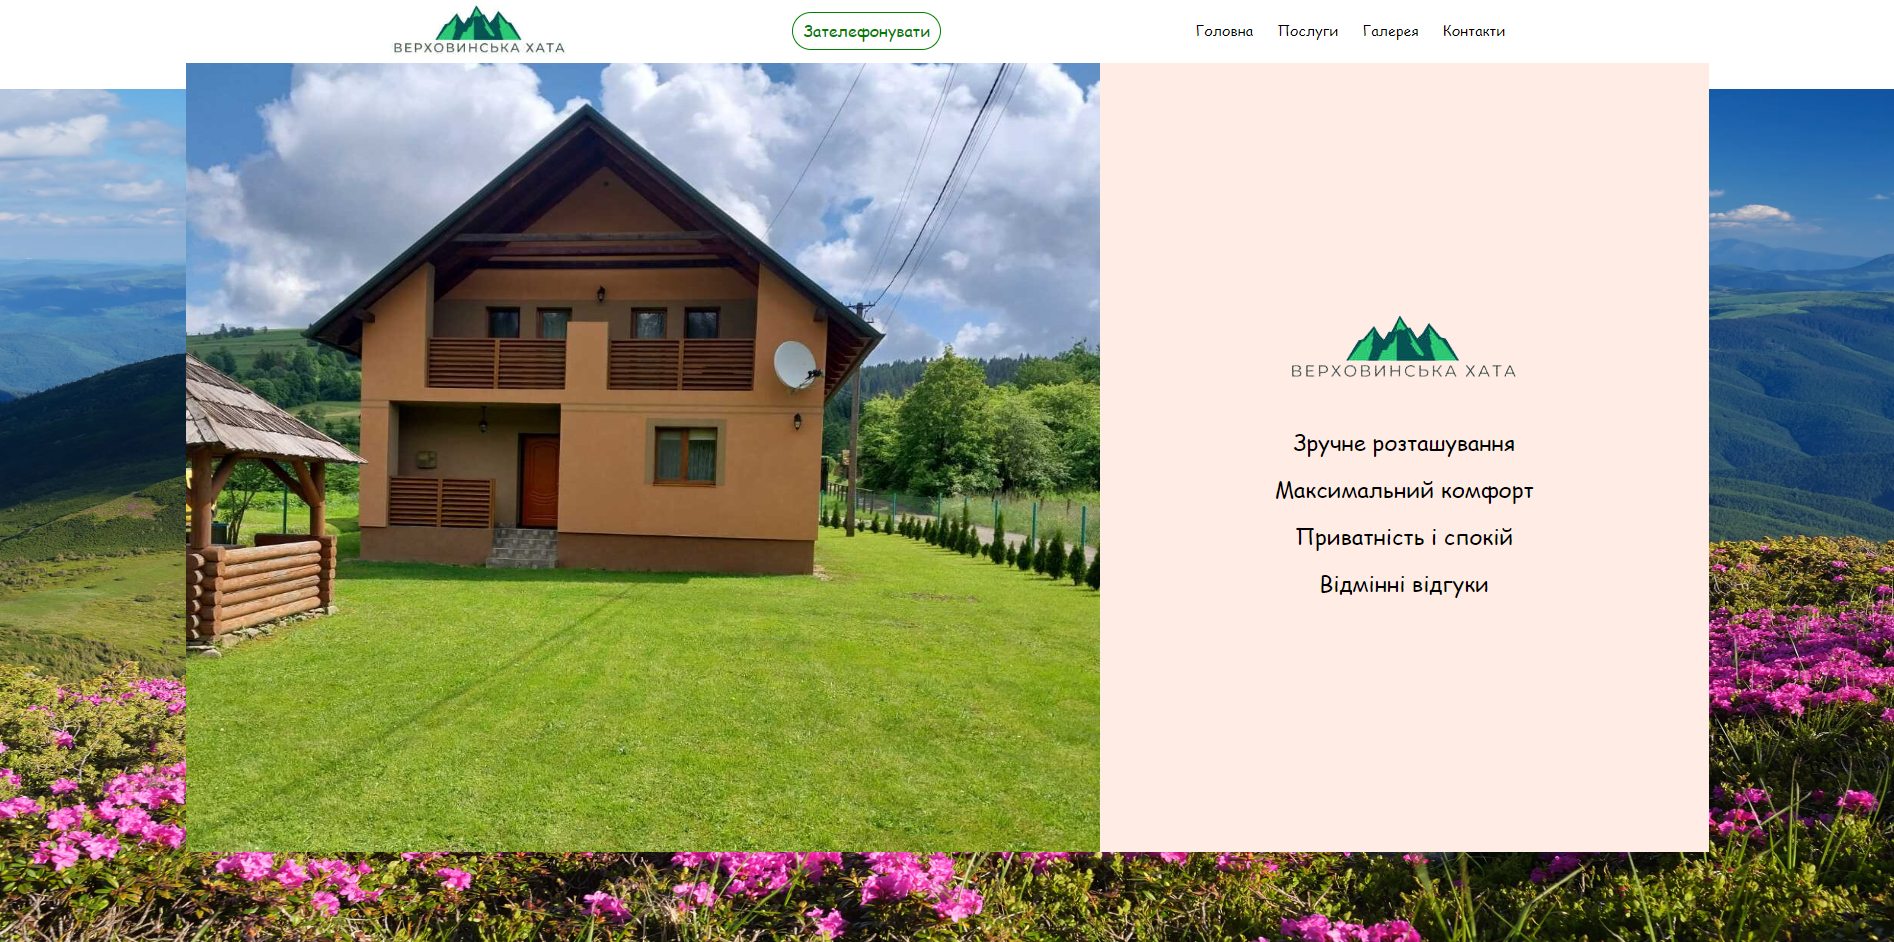 ВЕРХОВИНСЬКА ХАТА
Зателефонувати
Головна Послуги Галерея Контакти
ВЕРХОВИНСЬКА ХАТА
Зручне розташування
Максимальний комфорт
Приватність і спокій
Відмінні відгуки